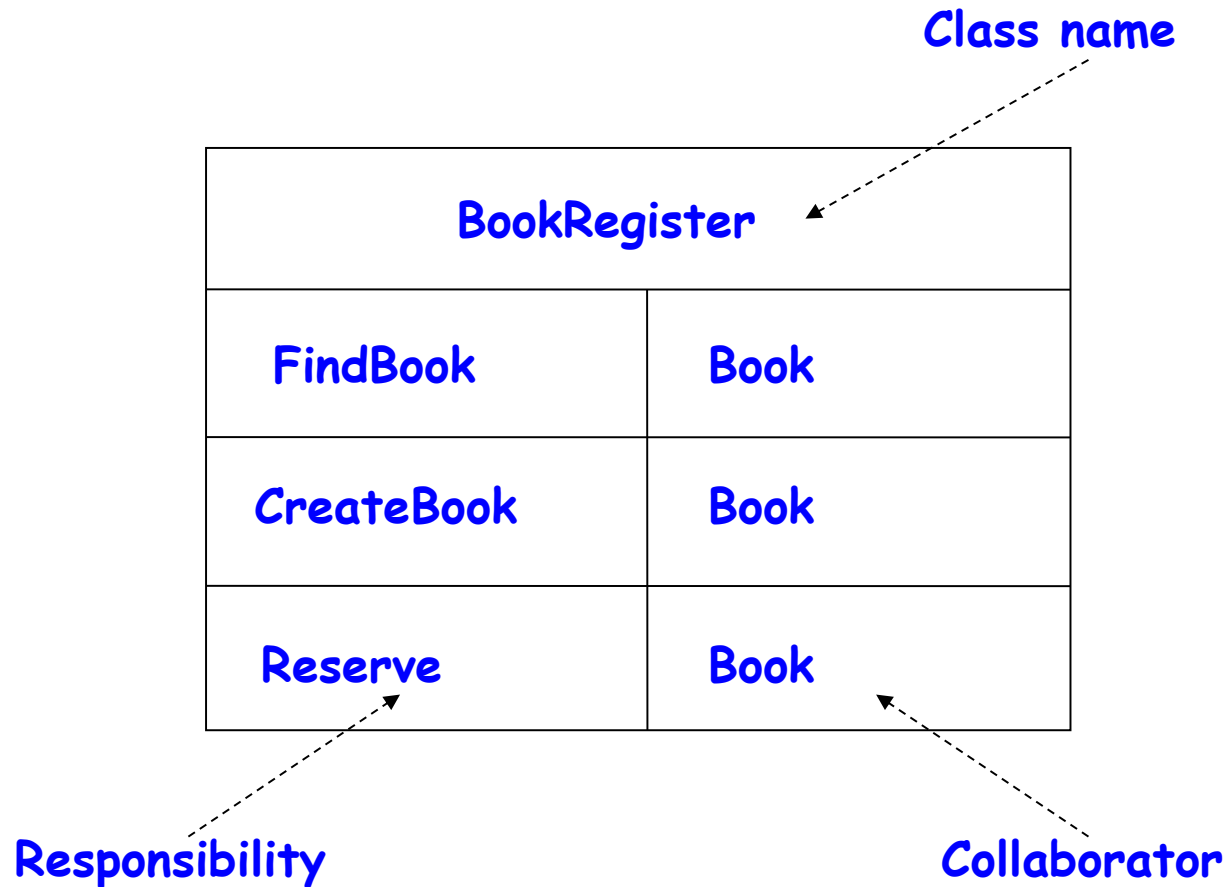 Class name
BookRegister
FindBook
Book
CreateBook
Book
Reserve
Book
Responsibility
Collaborator